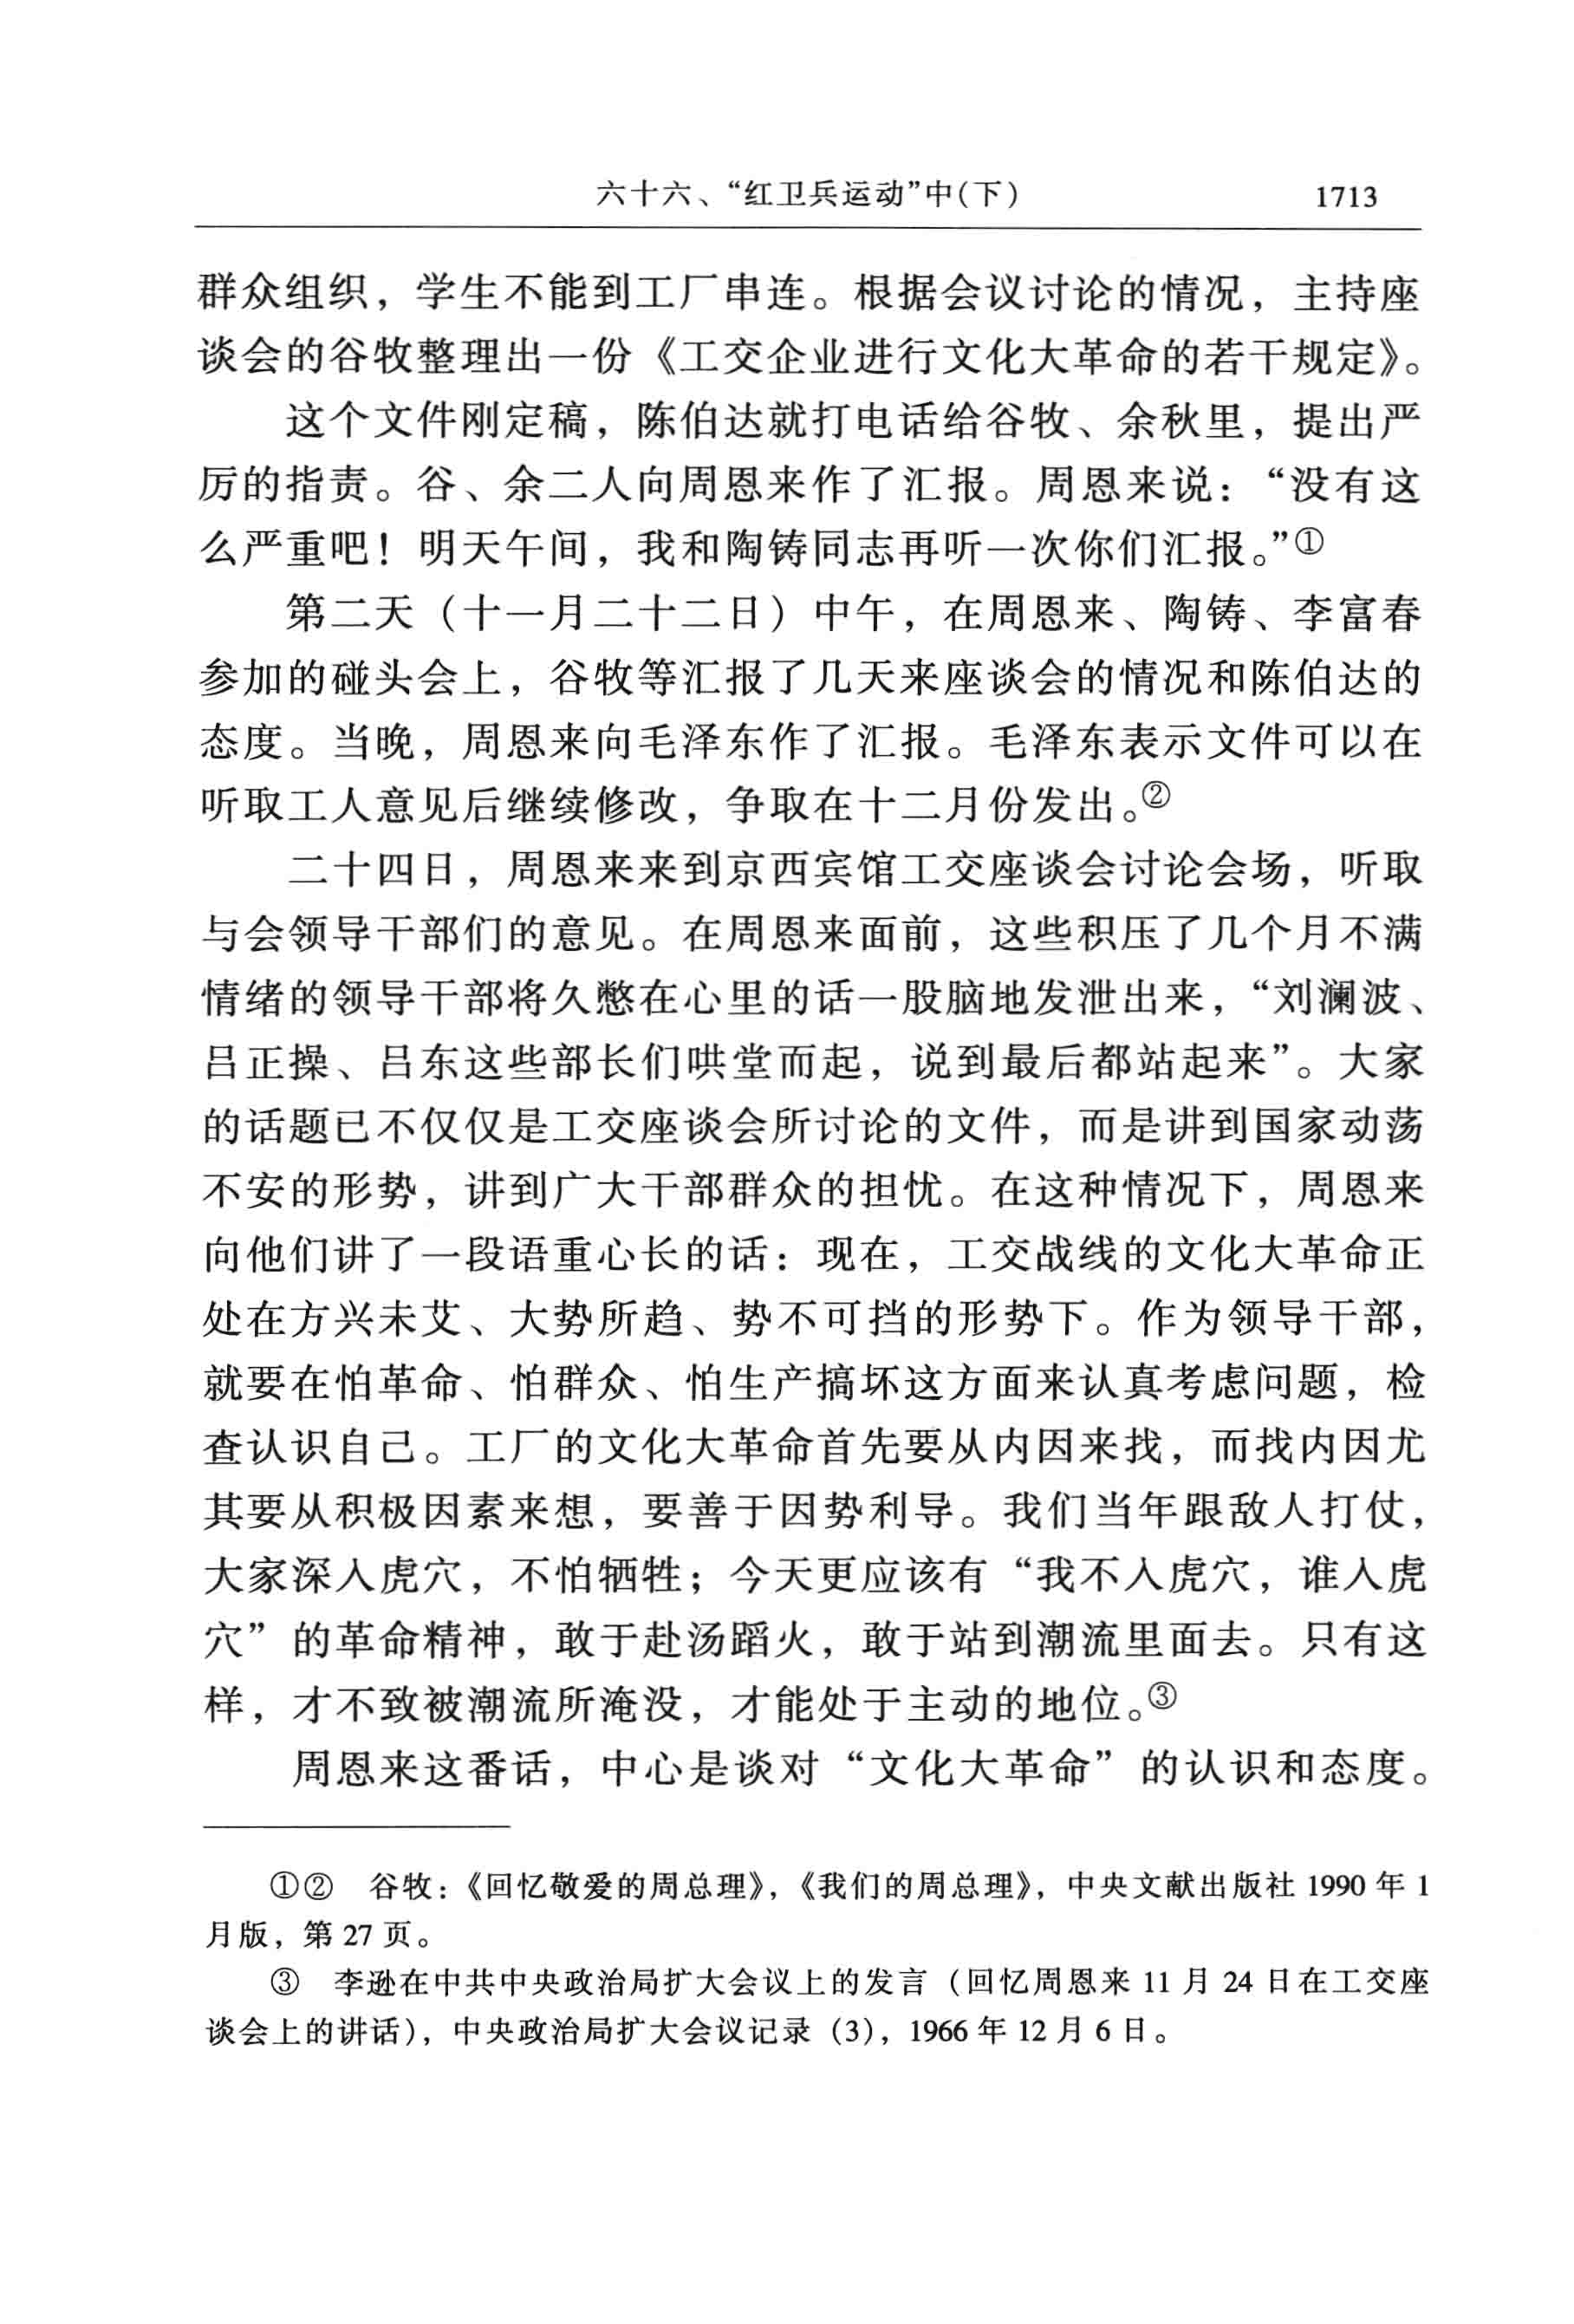 六十六、“红卫兵运动”中(下) 1713
群众组织，学生不能到工厂串连。根据会议讨论的情况，主持座
谈会的谷牧整理出一份《工交企业进行文化大革命的若干规定》。
这个文件刚定稿，陈伯达就打电话给谷牧、余秋里，提出严
厉的指责。谷、余二人向周恩来作了汇报。周恩来说：“没有这
么严重吧！明天午间，我和陶铸同志再听一次你们汇报。”①
第二天（十一月二十二日）中午，在周恩来、陶铸、李富春
参加的碰头会上，谷牧等汇报了几天来座谈会的情况和陈伯达的
态度。当晚，周恩来向毛泽东作了汇报。毛泽东表示文件可以在
听取工人意见后继续修改，争取在十二月份发出。②
二十四日，周恩来来到京西宾馆工交座谈会讨论会场，听取
与会领导干部们的意见。在周恩来面前，这些积压了几个月不满
情绪的领导干部将久憋在心里的话一股脑地发泄出来，“刘澜波、
吕正操、吕东这些部长们哄堂而起，说到最后都站起来”。大家
的话题已不仅仅是工交座谈会所讨论的文件，而是讲到国家动荡
不安的形势，讲到广大干部群众的担忧。在这种情况下，周恩来
向他们讲了一段语重心长的话：现在，工交战线的文化大革命正
处在方兴未艾、大势所趋、势不可挡的形势下。作为领导干部，
就要在怕革命、怕群众、怕生产搞坏这方面来认真考虑问题，检
查认识自己。工厂的文化大革命首先要从内因来找，而找内因尤
其要从积极因素来想，要善于因势利导。我们当年跟敌人打仗，
大家深入虎穴，不怕牺牲；今天更应该有“我不入虎穴，谁入虎
穴”的革命精神，敢于赴汤蹈火，敢于站到潮流里面去。只有这
样，才不致被潮流所淹没，才能处于主动的地位。③
周恩来这番话，中心是谈对“文化大革命”的认识和态度。
①② 谷牧：《回忆敬爱的周总理》，《我们的周总理》，中央文献出版社 1990 年 1
月版，第 27 页。
③ 李逊在中共中央政治局扩大会议上的发言（回忆周恩来 11 月 24 日在工交座
谈会上的讲话），中央政治局扩大会议记录（3），1966 年 12 月 6 日。